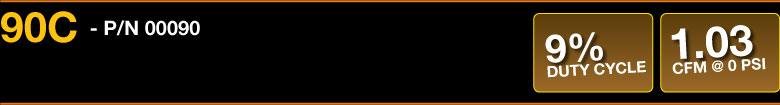 90C - P/N 00090
9%
DUTY CYCLE
1.03
CFM @ 0 PSI